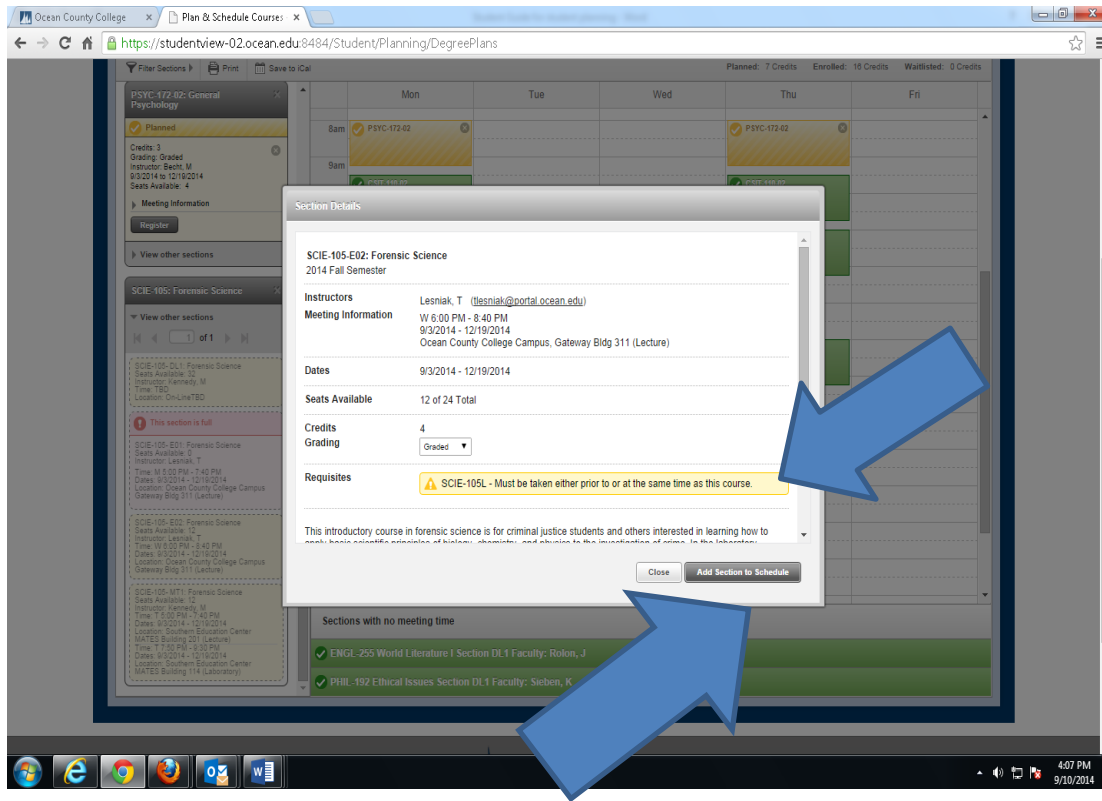 Ocean County College
Plan & Schedule Courses
https://studentview-02.ocean.edu:8484/Student/Planning/DegreePlans
Filter Sections
Print
Save to iCal
Planned: 7 Credits Enrolled: 16 Credits Waitlisted: 0 Credits
PSYC-172-02: General
Psychology
Planned
Credits: 3
Grading: Graded
Instructor: Becht, M
9/3/2014 to 12/19/2014
Seats Available: 4
Meeting Information
Register
View other sections
SCIE-105: Forensic Science
View other sections
1 of 1
SCIE-105-DL1: Forensic Science
Seats Available: 32
Instructor: Kennedy, M
Time: TBD
Location: On-LineTBD
This section is full
SCIE-105-E01: Forensic Science
Seats Available: 0
Instructor: Lesniak, T
Time: M 5:00 PM - 7:40 PM
Dates: 9/3/2014 - 12/19/2014
Location: Ocean County College Campus
Gateway Bldg 311 (Lecture)
SCIE-105-E02: Forensic Science
Seats Available: 12
Instructor: Lesniak, T
Time: W 6:00 PM - 8:40 PM
Dates: 9/3/2014 - 12/19/2014
Location: Ocean County College Campus
Gateway Bldg 311 (Lecture)
SCIE-105-MT1: Forensic Science
Seats Available: 12
Instructor: Kennedy, M
Time: T 5:00 PM - 7:40 PM
Dates: 9/3/2014 - 12/19/2014
Location: Southern Education Center
MATES Building 201 (Lecture)
Time: T 7:50 PM - 9:30 PM
Dates: 9/3/2014 - 12/19/2014
Location: Southern Education Center
MATES Building 114 (Laboratory)
Mon Tue Wed Thu Fri
8am PSYC-172-02 PSYC-172-02
9am
Section Details
SCIE-105-E02: Forensic Science
2014 Fall Semester
Instructors Lesniak, T (tlesniak@portal.ocean.edu)
Meeting Information W 6:00 PM - 8:40 PM
9/3/2014 - 12/19/2014
Ocean County College Campus, Gateway Bldg 311 (Lecture)
Dates 9/3/2014 - 12/19/2014
Seats Available 12 of 24 Total
Credits 4
Grading Graded
Requisites SCIE-105L - Must be taken either prior to or at the same time as this course.
This introductory course in forensic science is for criminal justice students and others interested in learning how to
apply basic scientific principles of biology, chemistry, and physics to the investigation of crime. In the laboratory
Close Add Section to Schedule
Sections with no meeting time
ENGL-255 World Literature I Section DL1 Faculty: Rolon, J
PHIL-192 Ethical Issues Section DL1 Faculty: Sieben, K
4:07 PM
9/10/2014